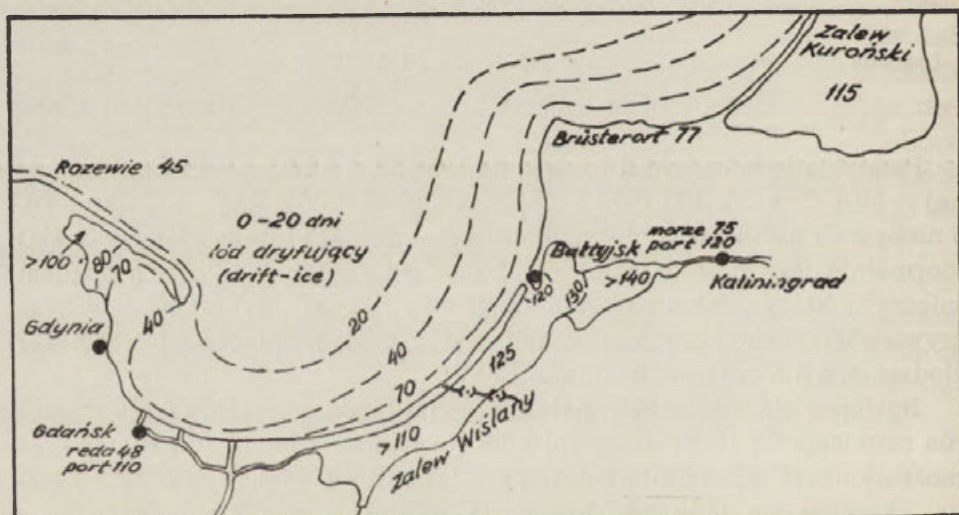 Zalew
Kuroński
115
Brüsterort 77
Rozewie 45
0-20 dni
lód dryfujący
(drift-ice)
>100
80
70
40
20
40
70
Gdynia
Bałtyjsk
morze 75
port 120
120
130
>140
Kaliningrad
125
Gdańsk
reda 48
port 110
>110
Zalew Wiślany